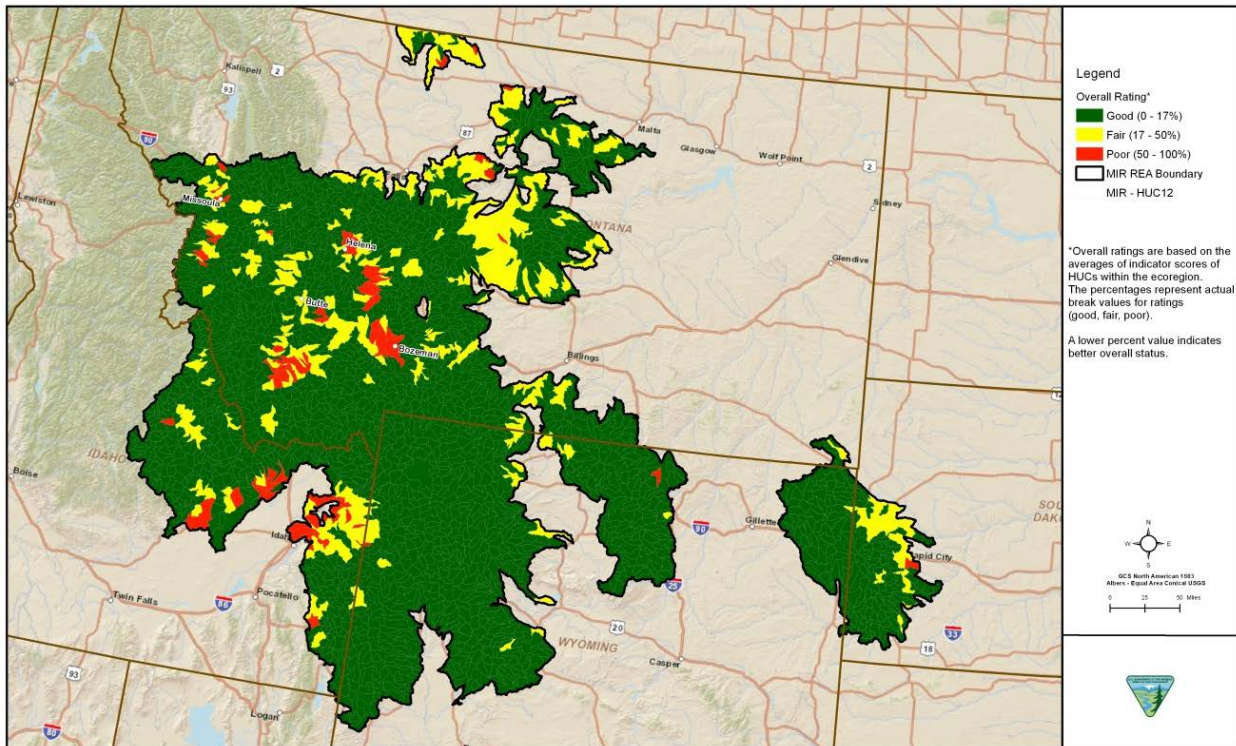 Kalispell
2
93
90
87
Malta
Glasgow
Wolf Point
2
Lewiston
Missoula
Sidney
Helena
Glendive
Butte
Bozeman
Billings
12
IDAHO
Boise
Gillette
90
Rapid City
Twin Falls
86
Pocatello
25
20
WYOMING
Casper
18
33
93
Logan
80
Legend
Overall Rating*
Good (0 - 17%)
Fair (17 - 50%)
Poor (50 - 100%)
MIR REA Boundary
MIR - HUC12
*Overall ratings are based on the
averages of indicator scores of
HUCs within the ecoregion.
The percentages represent actual
break values for ratings
(good, fair, poor).
A lower percent value indicates
better overall status.
N
W
E
S
GCS North American 1983
Albers - Equal Area Conical USGS
0 25 50 Miles